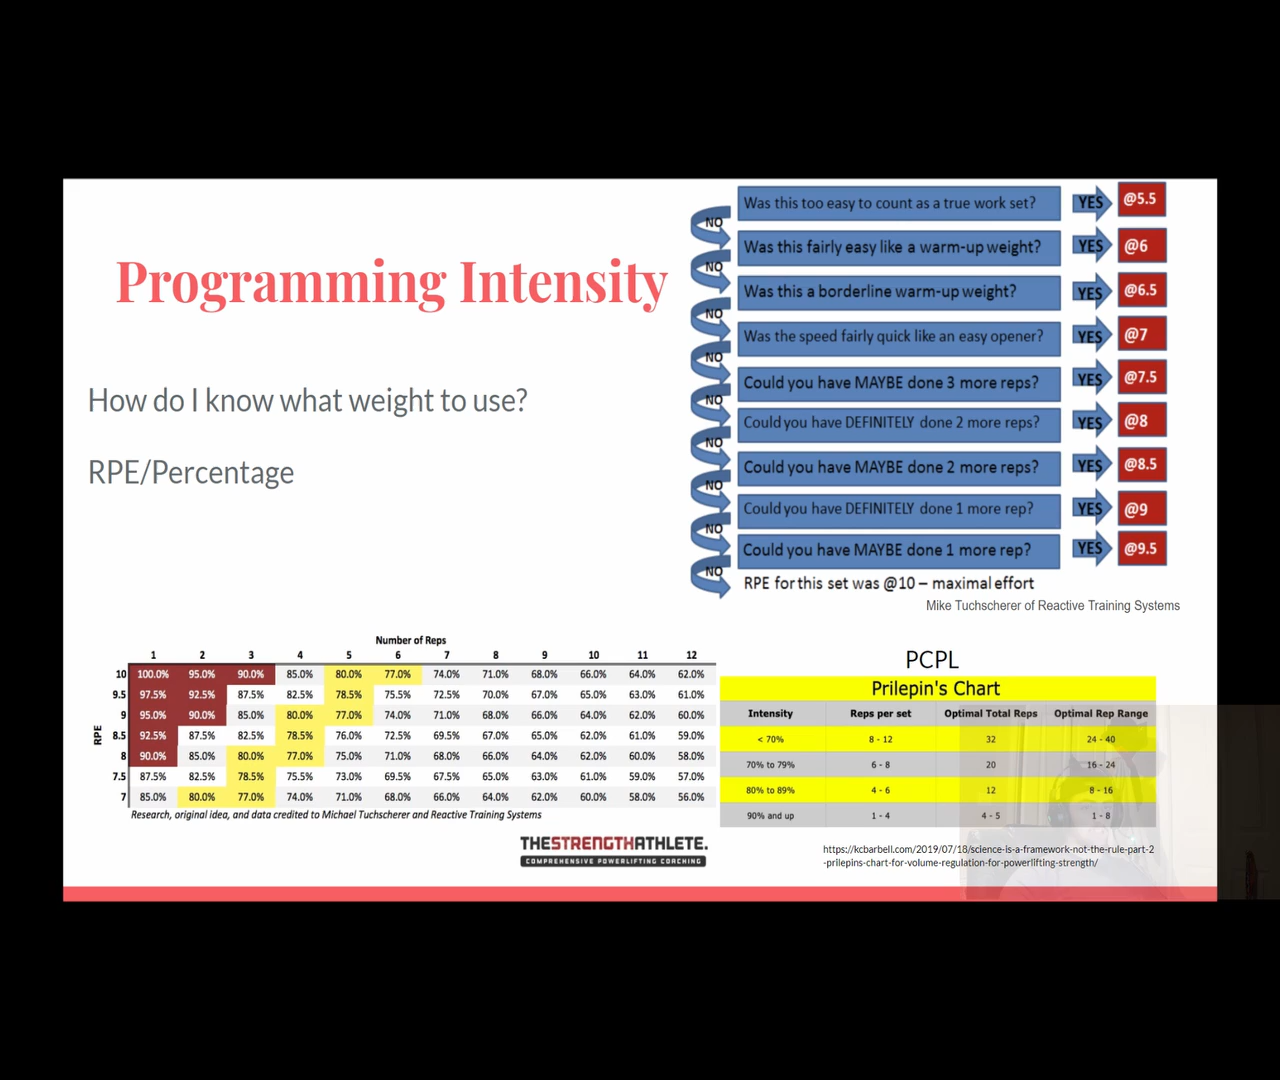 Programming Intensity
How do I know what weight to use?
RPE/Percentage
Was this too easy to count as a true work set? YES @5.5
NO
Was this fairly easy like a warm-up weight? YES @6
NO
Was this a borderline warm-up weight? YES @6.5
NO
Was the speed fairly quick like an easy opener? YES @7
NO
Could you have MAYBE done 3 more reps? YES @7.5
NO
Could you have DEFINITELY done 2 more reps? YES @8
NO
Could you have MAYBE done 2 more reps? YES @8.5
NO
Could you have DEFINITELY done 1 more rep? YES @9
NO
Could you have MAYBE done 1 more rep? YES @9.5
NO
RPE for this set was @10 – maximal effort
Mike Tuchscherer of Reactive Training Systems
Number of Reps
1 2 3 4 5 6 7 8 9 10 11 12
RPE
10 100.0% 95.0% 90.0% 85.0% 80.0% 77.0% 74.0% 71.0% 68.0% 66.0% 64.0% 62.0%
9.5 97.5% 92.5% 87.5% 82.5% 78.5% 75.5% 72.5% 70.0% 67.0% 65.0% 63.0% 61.0%
9 95.0% 90.0% 85.0% 80.0% 77.0% 74.0% 71.0% 68.0% 66.0% 64.0% 62.0% 60.0%
8.5 92.5% 87.5% 82.5% 78.5% 76.0% 72.5% 69.5% 67.0% 65.0% 63.0% 61.0% 59.0%
8 90.0% 85.0% 80.0% 77.0% 75.0% 71.0% 68.0% 66.0% 64.0% 62.0% 60.0% 58.0%
7.5 87.5% 82.5% 78.5% 75.5% 73.0% 69.5% 67.5% 65.0% 63.0% 61.0% 59.0% 57.0%
7 85.0% 80.0% 77.0% 74.0% 71.0% 68.0% 66.0% 64.0% 62.0% 60.0% 58.0% 56.0%
Research, original idea, and data credited to Michael Tuchscherer and Reactive Training Systems
THESTRENGTHATHLETE.
COMPREHENSIVE POWERLIFTING COACHING
PCPL
Prilepin's Chart
Intensity Reps per set Optimal Total Reps Optimal Rep Range
< 70% 8 - 12 32 24 - 40
70% to 79% 6 - 8 20 16 - 24
80% to 89% 4 - 6 12 8 - 16
90% and up 1 - 4 4 - 5 1 - 8
https://kcbarbell.com/2019/07/18/science-is-a-framework-not-the-rule-part-2
-prilepins-chart-for-volume-regulation-for-powerlifting-strength/